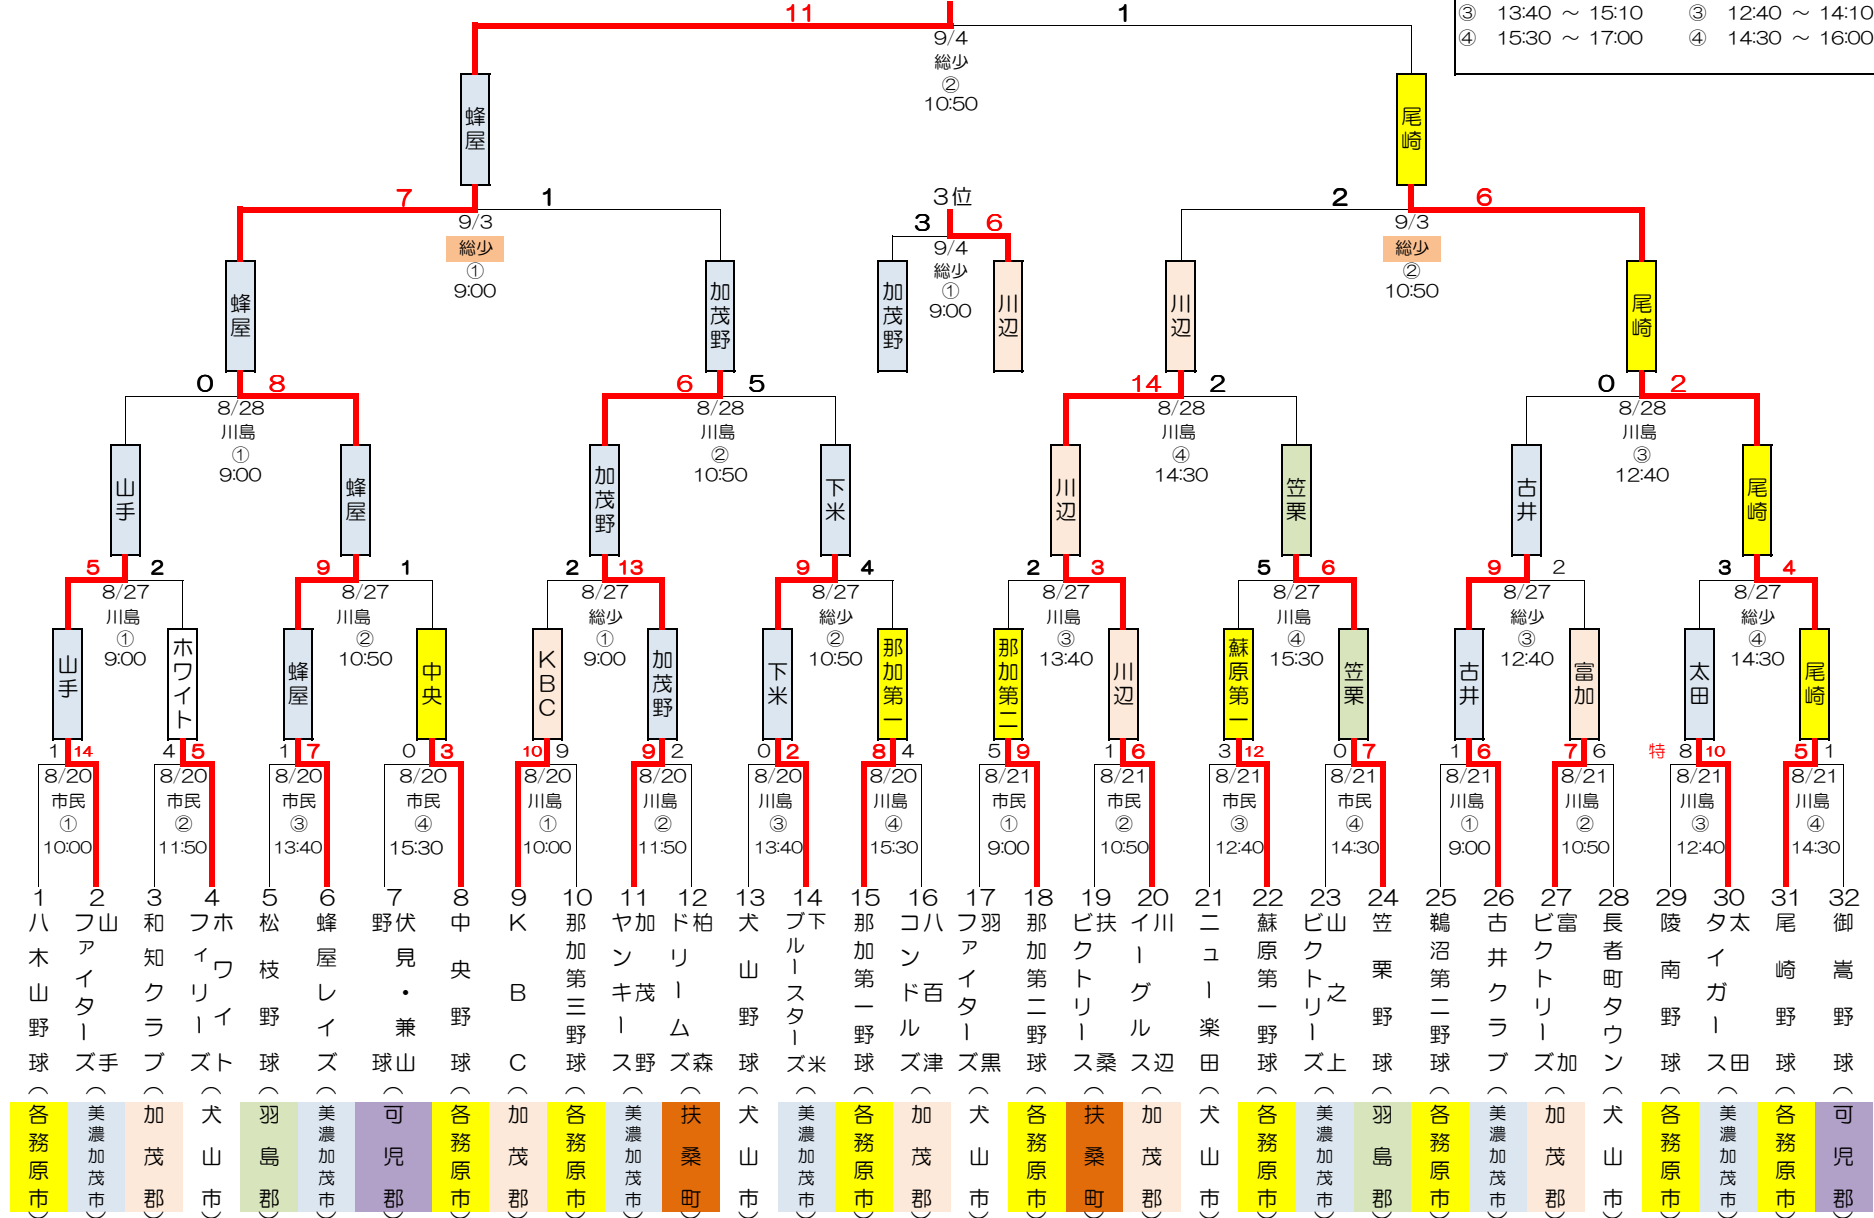 ③ 13:40 ～ 15:10 ③ 12:40 ～ 14:10
④ 15:30 ～ 17:00 ④ 14:30 ～ 16:00
11 1
9/4
総少
②
10:50
蜂屋 尾崎
7 1 3位 2 6
9/3 3 6 9/3
総少 9/4 総少
① 総少 ②
9:00 ① 10:50
9:00
蜂屋 加茂野 加茂野 川辺 川辺 尾崎
0 8 6 5 14 2 0 2
8/28 8/28 8/28 8/28
川島 川島 川島 川島
① ② ④ ③
9:00 10:50 14:30 12:40
山手 蜂屋 加茂野 下米 川辺 笠栗 古井 尾崎
5 2 9 1 2 13 9 4 2 3 5 6 9 2 3 4
8/27 8/27 8/27 8/27 8/27 8/27 8/27 8/27
川島 川島 総少 総少 川島 川島 総少 総少
① ② ① ② ③ ④ ③ ④
9:00 10:50 9:00 10:50 13:40 15:30 12:40 14:30
山手 ホワイト 蜂屋 中央 KBC 加茂野 下米 那加第一 那加第二 川辺 蘇原第一 笠栗 古井 富加 太田 尾崎
1 14 4 5 1 7 0 3 10 9 9 2 0 2 8 4 5 9 1 6 3 12 0 7 1 6 7 6 特 8 10 5 1
8/20 8/20 8/20 8/20 8/20 8/20 8/20 8/20 8/21 8/21 8/21 8/21 8/21 8/21 8/21 8/21
市民 市民 市民 市民 川島 川島 川島 川島 市民 市民 市民 市民 川島 川島 川島 川島
① ② ③ ④ ① ② ③ ④ ① ② ③ ④ ① ② ③ ④
10:00 11:50 13:40 15:30 10:00 11:50 13:40 15:30 9:00 10:50 12:40 14:30 9:00 10:50 12:40 14:30
1 2 3 4 5 6 7 8 9 10 11 12 13 14 15 16 17 18 19 20 21 22 23 24 25 26 27 28 29 30 31 32
八木山野球（各務原市）
山手ファイターズ（美濃加茂市）
和知クラブ（加茂郡）
ホワイトフィリーズ（犬山市）
松枝野球（羽島郡）
蜂屋レイズ（美濃加茂市）
伏見・兼山野球（可児郡）
中央野球（各務原市）
KBC（加茂郡）
那加第三野球（各務原市）
加茂野ヤンキース（美濃加茂市）
柏森ドリームズ（扶桑町）
犬山野球（犬山市）
下米ブルースターズ（美濃加茂市）
那加第一野球（各務原市）
八百津コンドルズ（加茂郡）
羽黒ファイターズ（犬山市）
那加第二野球（各務原市）
扶桑ビクトリース（扶桑町）
川辺イーグルス（加茂郡）
ニュー楽田（犬山市）
蘇原第一野球（各務原市）
山之上ビクトリーズ（美濃加茂市）
笠栗野球（羽島郡）
鵜沼第二野球（各務原市）
古井クラブ（美濃加茂市）
富加ビクトリーズ（加茂郡）
長者町タウン（犬山市）
陵南野球（各務原市）
太田タイガース（美濃加茂市）
尾崎野球（各務原市）
御嵩野球（可児郡）